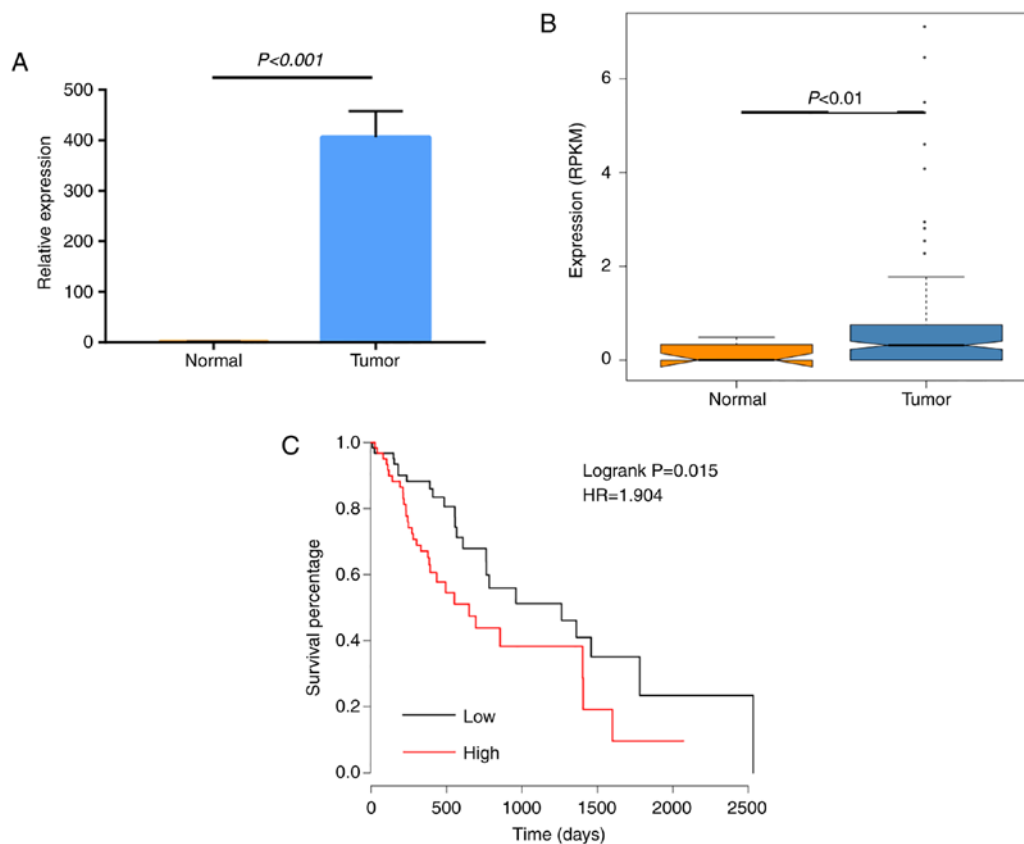 A
P<0.001
Relative expression
500
400
300
200
100
0
Normal
Tumor
B
P<0.01
Expression (RPKM)
6
4
2
0
Normal
Tumor
C
Logrank P=0.015
HR=1.904
Survival percentage
1.0
0.8
0.6
0.4
0.2
0.0
Low
High
0
500
1000
1500
2000
2500
Time (days)